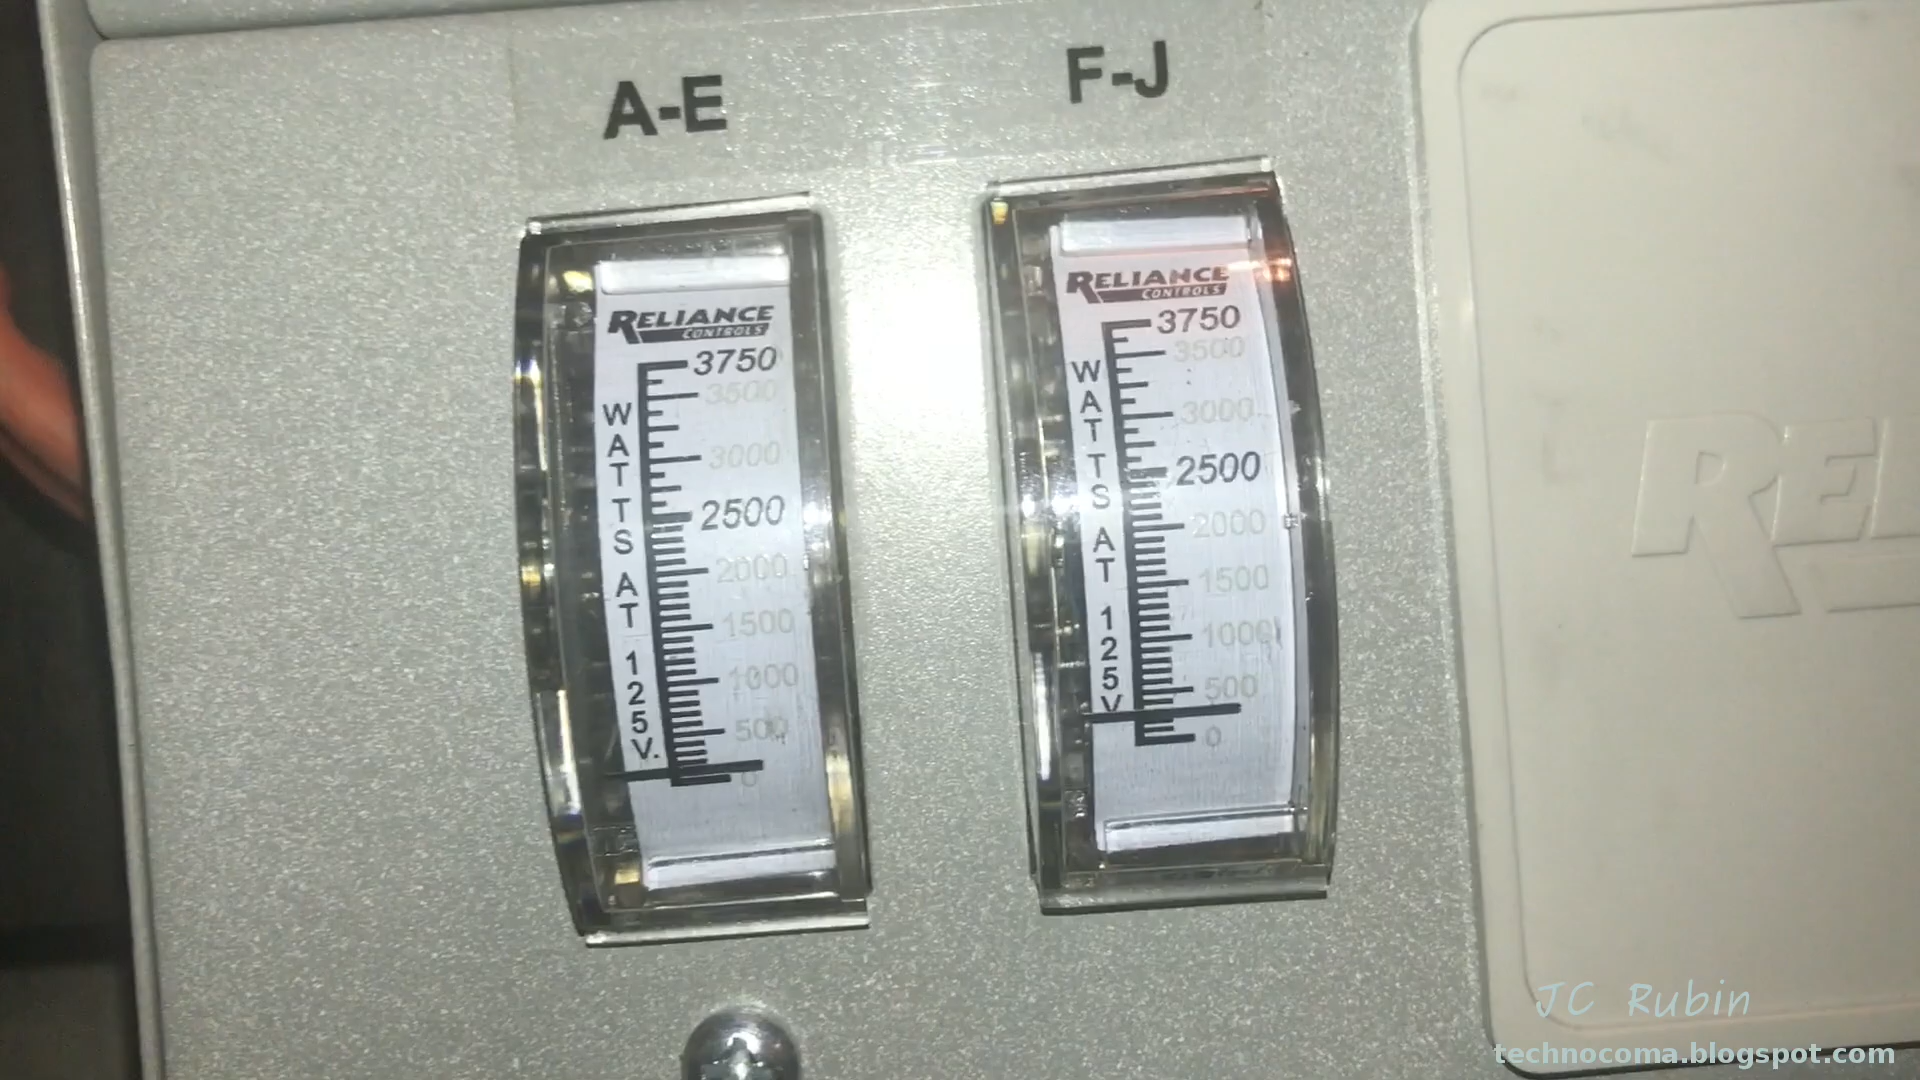 A-E
F-J
RELIANCE
CONTROLS
3750
3500
3000
2500
2000
1500
1000
500
0
WATTS AT 125V.
RELIANCE
CONTROLS
3750
3500
3000
2500
2000
1500
1000
500
0
WATTS AT 125V
JC Rubin
technocoma.blogspot.com